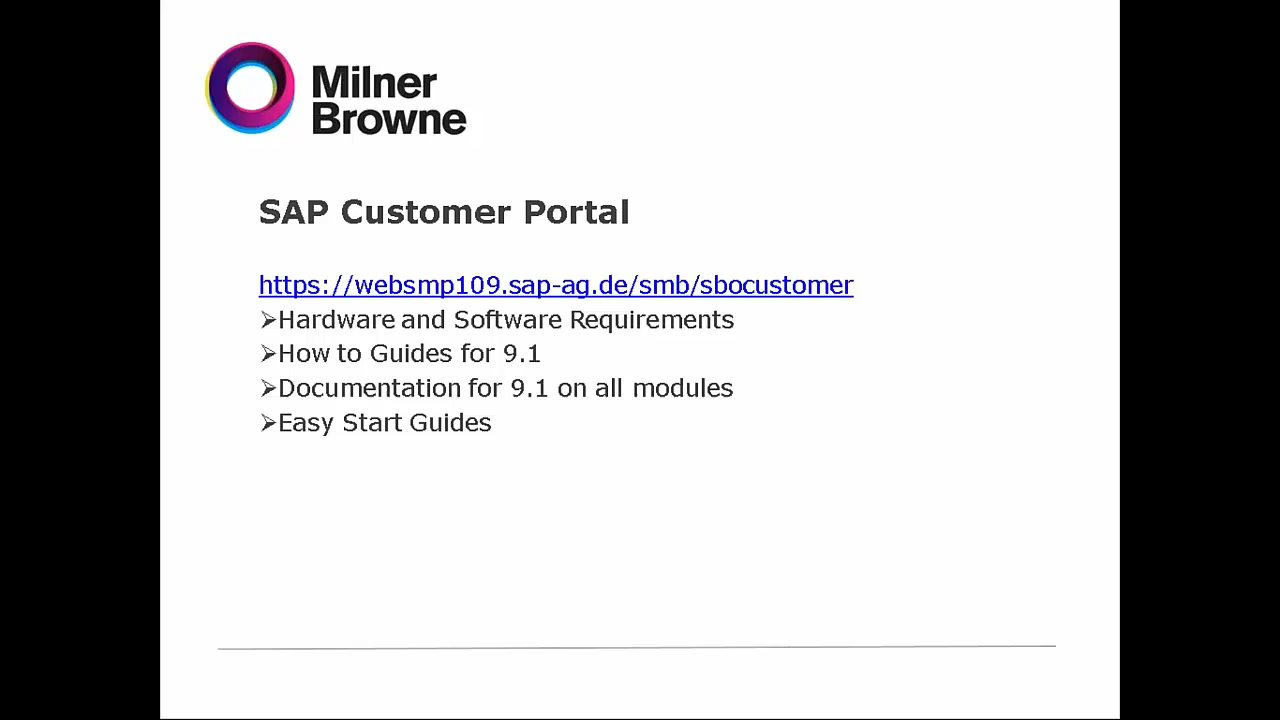 Milner
Browne
SAP Customer Portal
https://websmp109.sap-ag.de/smb/sbocustomer
➢Hardware and Software Requirements
➢How to Guides for 9.1
➢Documentation for 9.1 on all modules
➢Easy Start Guides